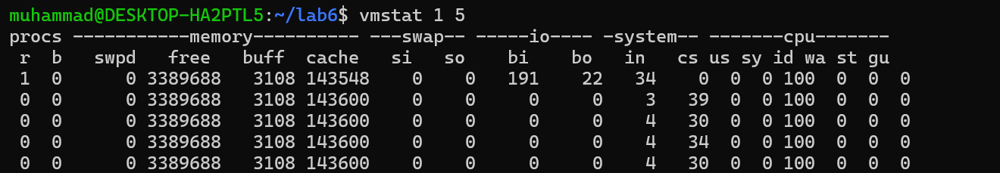 muhammad@DESKTOP-HA2PTL5:~/lab6$ vmstat 1 5
procs -----------memory---------- ---swap-- -----io---- -system-- -------cpu-------
 r  b   swpd   free   buff  cache   si   so    bi    bo   in   cs us sy id wa st gu
 1  0      0 3389688   3108 143548    0    0   191    22   34    0  0  0 100  0  0  0
 0  0      0 3389688   3108 143600    0    0     0     0    3   39  0  0 100  0  0  0
 0  0      0 3389688   3108 143600    0    0     0     0    4   30  0  0 100  0  0  0
 0  0      0 3389688   3108 143600    0    0     0     0    4   34  0  0 100  0  0  0
 0  0      0 3389688   3108 143600    0    0     0     0    4   30  0  0 100  0  0  0